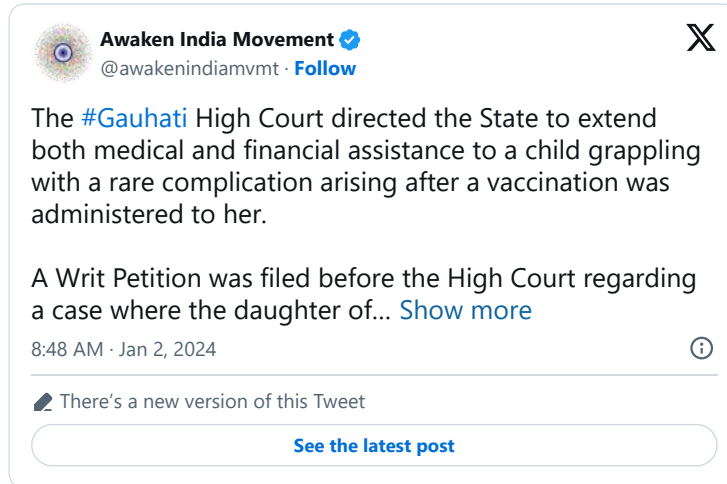 Awaken India Movement
@awakenindiamvmt · Follow
The #Gauhati High Court directed the State to extend
both medical and financial assistance to a child grappling
with a rare complication arising after a vaccination was
administered to her.
A Writ Petition was filed before the High Court regarding
a case where the daughter of... Show more
8:48 AM · Jan 2, 2024
There's a new version of this Tweet
See the latest post